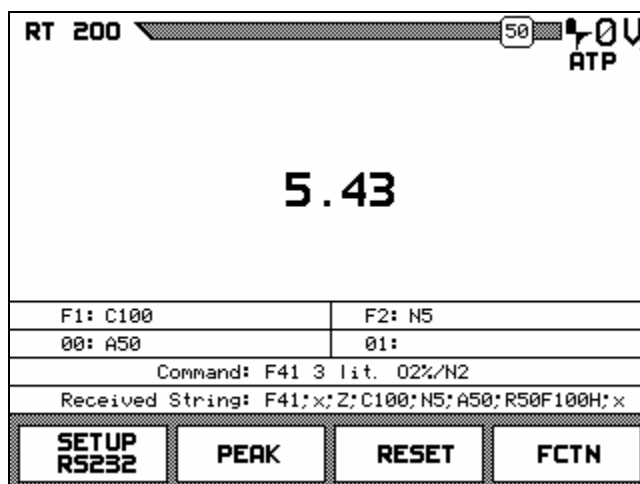 RT 200 50 0V
ATP
5.43
F1: C100 F2: N5
00: A50 01:
Command: F41 3 lit. O2%/N2
Received String: F41;x;Z;C100;N5;A50;R50F100H;x
SETUP RS232 PEAK RESET FCTN